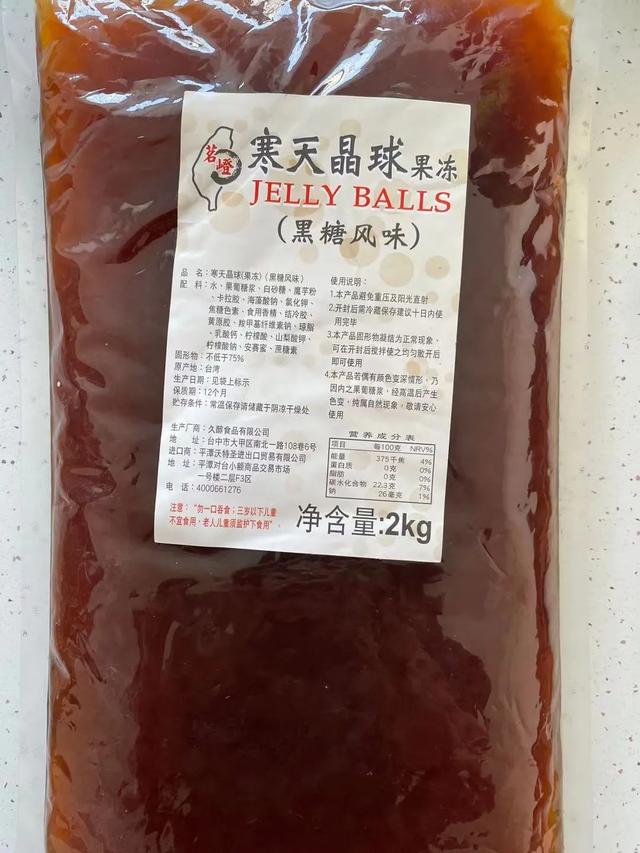 茗嶝
寒天晶球果冻
JELLY BALLS
(黑糖风味)
品 名:寒天晶球(果冻)(黑糖风味)
配 料:水、果葡糖浆、白砂糖、魔芋粉
、卡拉胶、海藻酸钠、氯化钾、
焦糖色素、食用香精、结冷胶、
黄原胶、羧甲基纤维素钠、琼脂
、乳酸钙、柠檬酸、山梨酸钾、
柠檬酸钠、安赛蜜、蔗糖素
固形物:不低于75%
原产地:台湾
生产日期:见袋上标示
保质期:12个月
贮存条件:常温保存请储藏于阴凉干燥处
生产厂商:久醇食品有限公司
地 址:台中市大甲区南北一路108巷6号
进口商:平潭沃特圣进出口贸易有限公司
地 址:平潭对台小额商品交易市场
一号楼二层F3区
电 话:4000661276
注意:“勿一口吞食;三岁以下儿童
不宜食用,老人儿童须监护下食用”。
使用说明:
1.本产品避免重压及阳光直射
2.开封后需冷藏保存建议十日内使
用完毕
3.本产品固形物凝结为正常现象,
可在开封后搅拌使之均匀散开后
即可使用
4.本产品若偶有颜色变深情形,乃
因内之果葡糖浆,经高温后产生
色变,纯属自然现象,敬请安心
使用
营养成分表
项目 每100克 NRV%
能量 375千焦 4%
蛋白质 0克 0%
脂肪 0克 0%
碳水化合物 22.3克 7%
钠 26毫克 1%
净含量:2kg